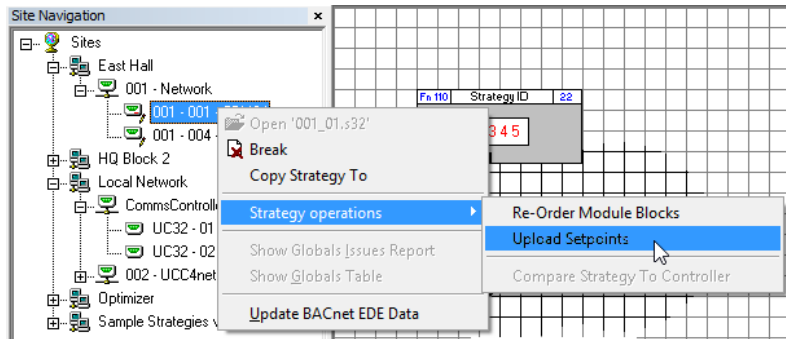 Site Navigation
Sites
East Hall
001 - Network
001 - 001 -
001 - 004 -
HQ Block 2
Local Network
CommsControlle
UC32 - 01
UC32 - 02
002 - UCC4net
Optimizer
Sample Strategies
Open '001_01.s32'
Break
Copy Strategy To
Strategy operations
Show Globals Issues Report
Show Globals Table
Update BACnet EDE Data
Re-Order Module Blocks
Upload Setpoints
Compare Strategy To Controller
Fn 110 Strategy ID 22
3 4 5